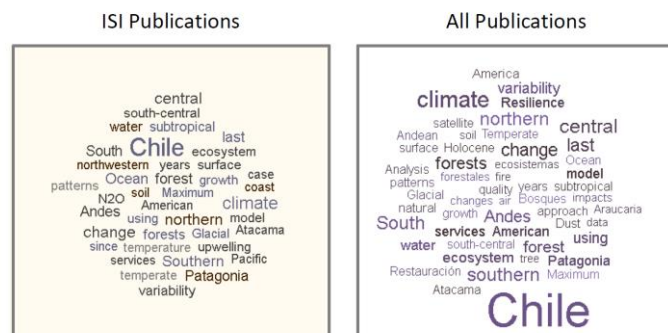 ISI Publications
central
south-central
water subtropical
last
South Chile ecosystem
northwestern years surface
Ocean forest growth case
patterns soil Maximum coast
N2O American climate
Andes using northern model
change forests Glacial Atacama
since temperature upwelling
services Southern Pacific
temperate Patagonia
variability
All Publications
America
variability
climate Resilience
satellite northern
Andean soil Temperate central
surface Holocene change last
forests ecosistemas Ocean
Analysis forestales fire model
patterns quality years subtropical
Glacial changes air Bosques impacts
natural growth Andes approach Araucaria
South services American Dust data
water south-central forest using
ecosystem tree Patagonia
Restauración southern Maximum
Atacama
Chile